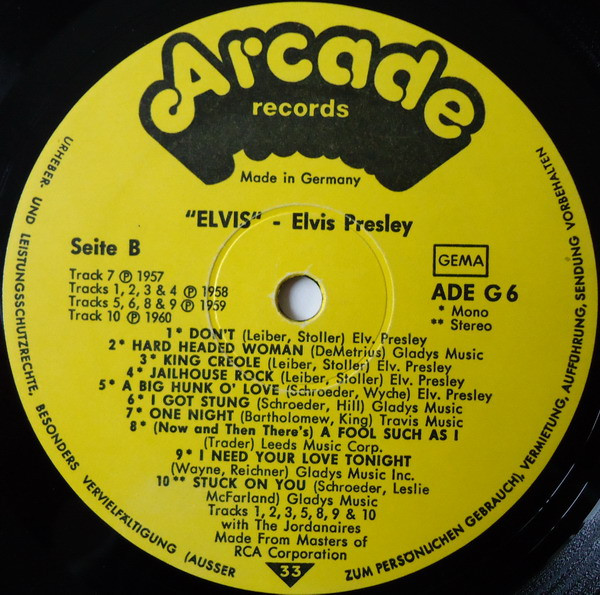 Arcade
records
Made in Germany
"ELVIS" - Elvis Presley
Seite B
Track 7 ℗ 1957
Tracks 1, 2, 3 & 4 ℗ 1958
Tracks 5, 6, 8 & 9 ℗ 1959
Track 10 ℗ 1960
GEMA
ADE G 6
* Mono
** Stereo
1* DON'T (Leiber, Stoller) Elv. Presley
2* HARD HEADED WOMAN (DeMetrius) Gladys Music
3* KING CREOLE (Leiber, Stoller) Elv. Presley
4* JAILHOUSE ROCK (Leiber, Stoller) Elv. Presley
5* A BIG HUNK O' LOVE (Schroeder, Wyche) Elv. Presley
6* I GOT STUNG (Schroeder, Hill) Gladys Music
7* ONE NIGHT (Bartholomew, King) Travis Music
8* (Now and Then There's) A FOOL SUCH AS I
(Trader) Leeds Music Corp.
9* I NEED YOUR LOVE TONIGHT
(Wayne, Reichner) Gladys Music Inc.
10** STUCK ON YOU (Schroeder, Leslie
McFarland) Gladys Music
Tracks 1, 2, 3, 5, 8, 9 & 10
with The Jordanaires
Made From Masters of
RCA Corporation
33
URHEBER- UND LEISTUNGSSCHUTZRECHTE, BESONDERS VERVIELFÄLTIGUNG (AUSSER
ZUM PERSÖNLICHEN GEBRAUCH), VERMIETUNG, AUFFÜHRUNG, SENDUNG VORBEHALTEN